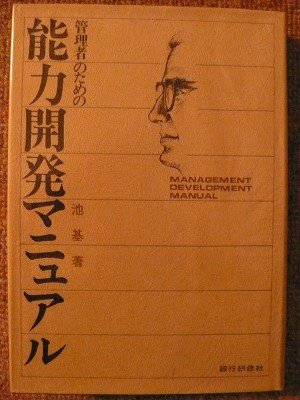 管理者のための
能力開発マニュアル
池 基 著
MANAGEMENT
DEVELOPMENT
MANUAL
銀行研修社